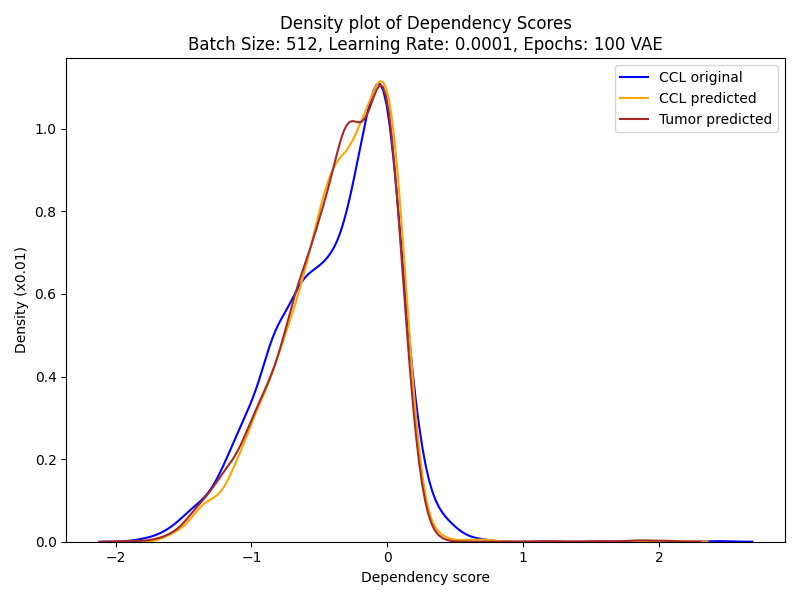 Density plot of Dependency Scores
Batch Size: 512, Learning Rate: 0.0001, Epochs: 100 VAE
CCL original
CCL predicted
Tumor predicted
Density (x0.01)
1.0
0.8
0.6
0.4
0.2
0.0
−2
−1
0
1
2
Dependency score